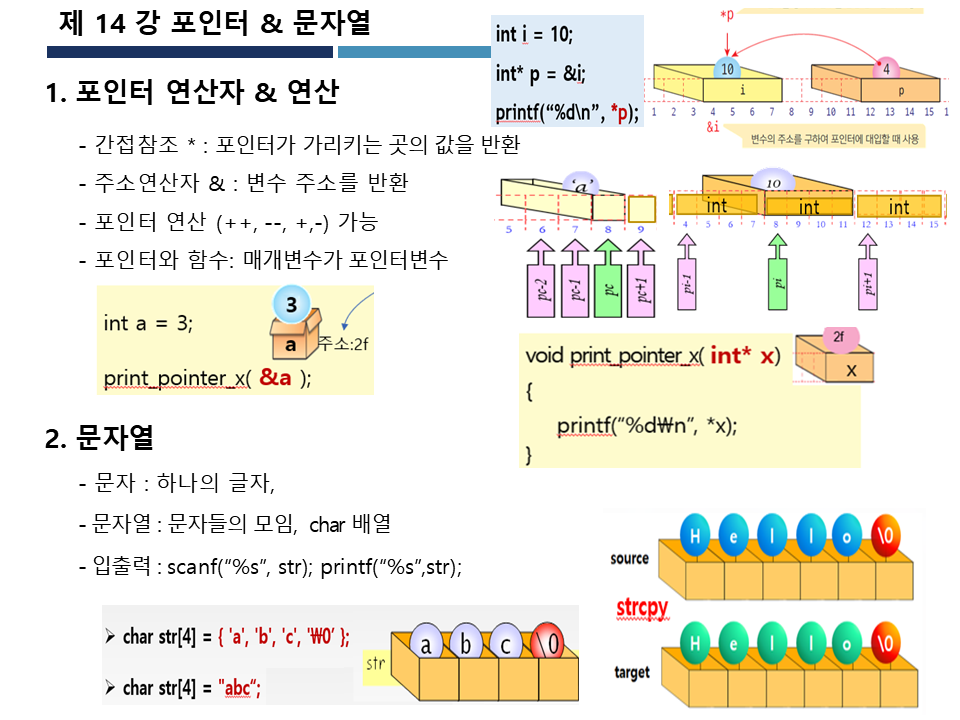 제 14 강 포인터 & 문자열
int i = 10;
int* p = &i;
printf(“%d\n”, *p);
*p
10
4
i
p
1 2 3 4 5 6 7 8 9 10 11 12 13 14 15 1
&i
변수의 주소를 구하여 포인터에 대입할 때 사용
1. 포인터 연산자 & 연산
- 간접참조 * : 포인터가 가리키는 곳의 값을 반환
- 주소연산자 & : 변수 주소를 반환
- 포인터 연산 (++, --, +,-) 가능
- 포인터와 함수: 매개변수가 포인터변수
‘a’
5 6 7 8 9
pc-2
pc-1
pc
pc+1
10
int int int
4 5 6 7 8 9 10 11 12 13 14 15
pi-1
pi
pi+1
int a = 3;
3
a
주소:2f
print_pointer_x( &a );
void print_pointer_x( int* x)
{
printf(“%d₩n”, *x);
}
2f
x
2. 문자열
- 문자 : 하나의 글자,
- 문자열 : 문자들의 모임, char 배열
- 입출력 : scanf(“%s”, str); printf(“%s”,str);
➢ char str[4] = { 'a', 'b', 'c', '₩0’ };
➢ char str[4] = "abc“;
str
a b c \0
H e l l o \0
source
strcpy
H e l l o \0
target